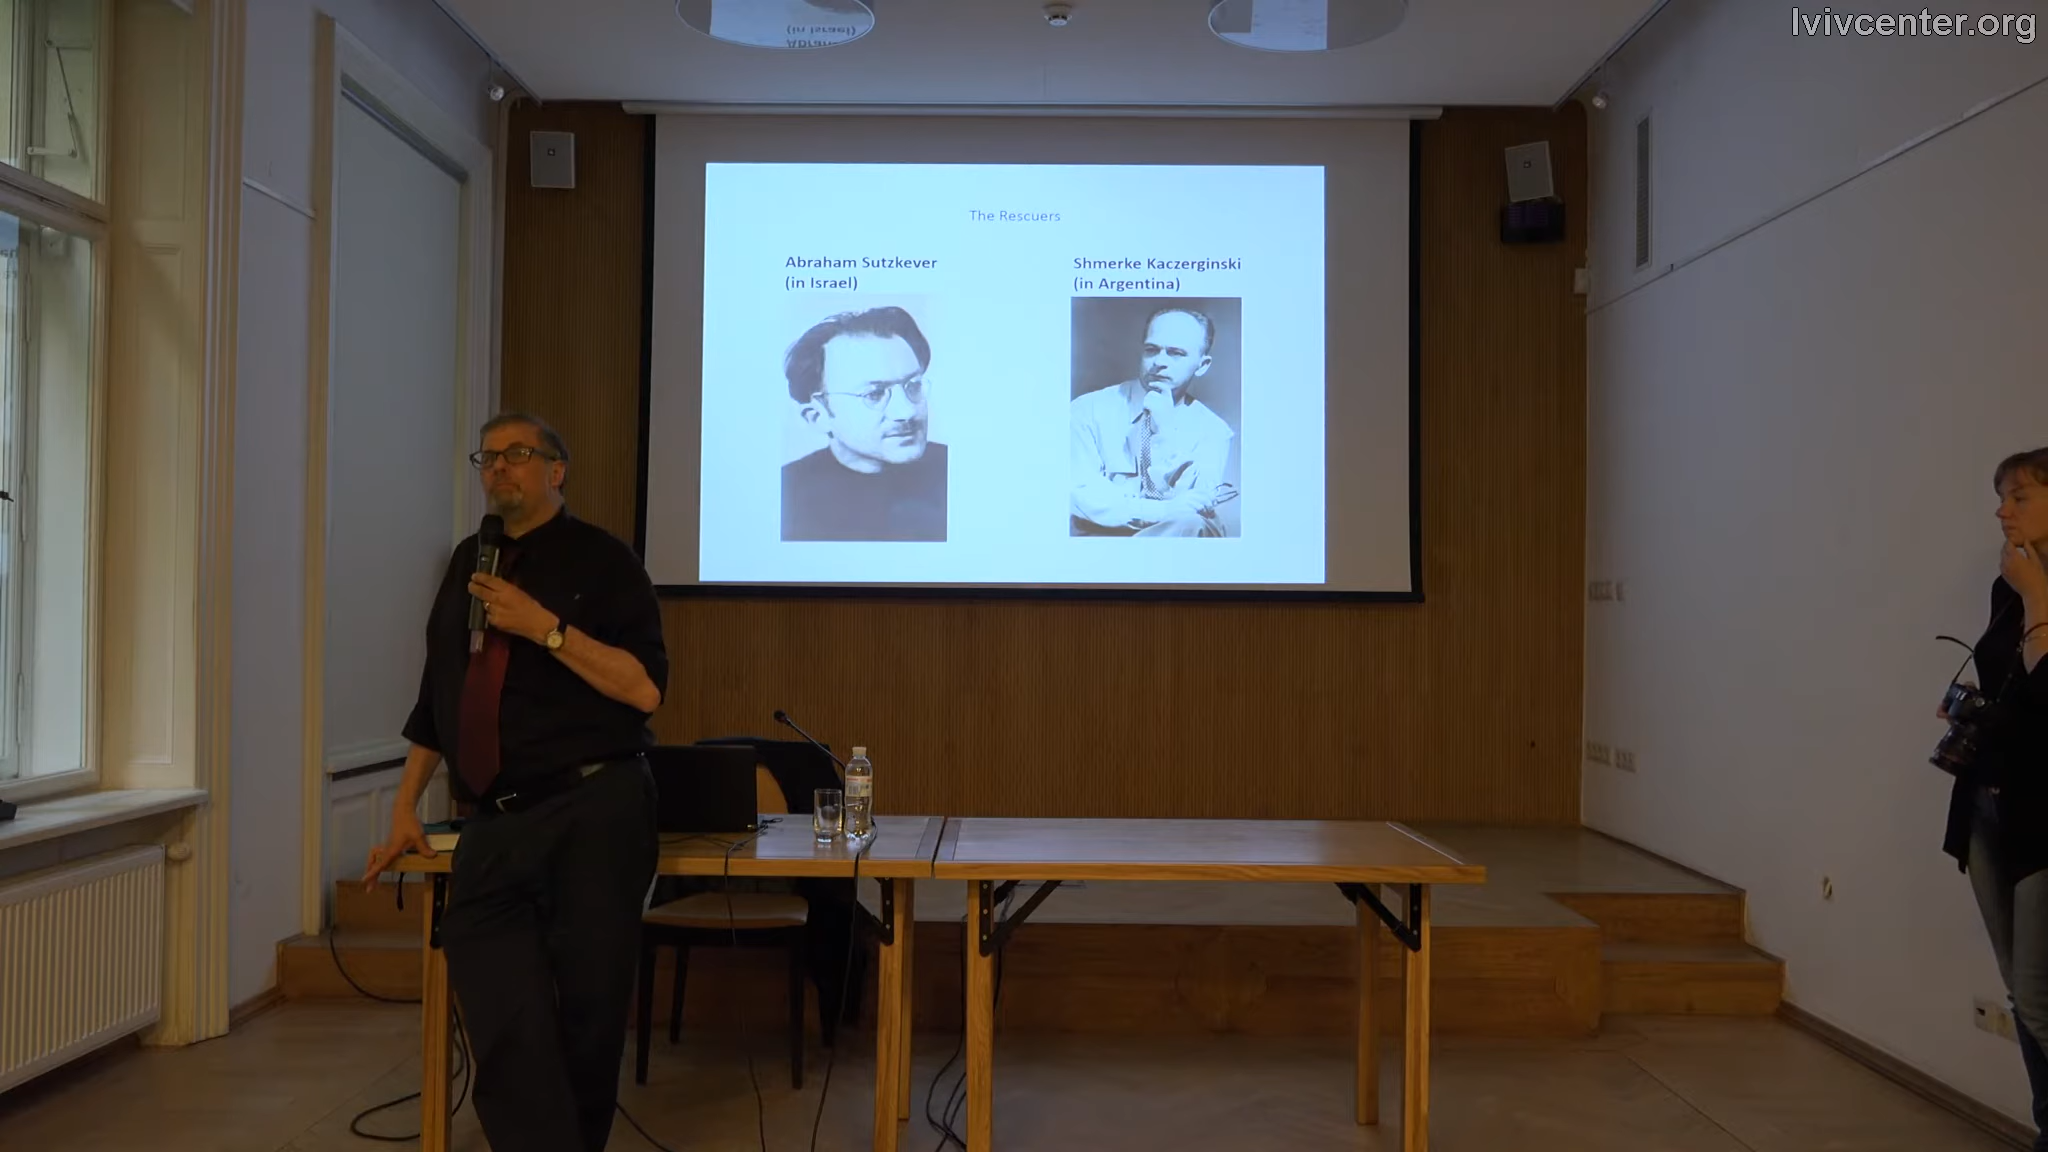 lvivcenter.org
The Rescuers
Abraham Sutzkever
(in Israel)
Shmerke Kaczerginski
(in Argentina)